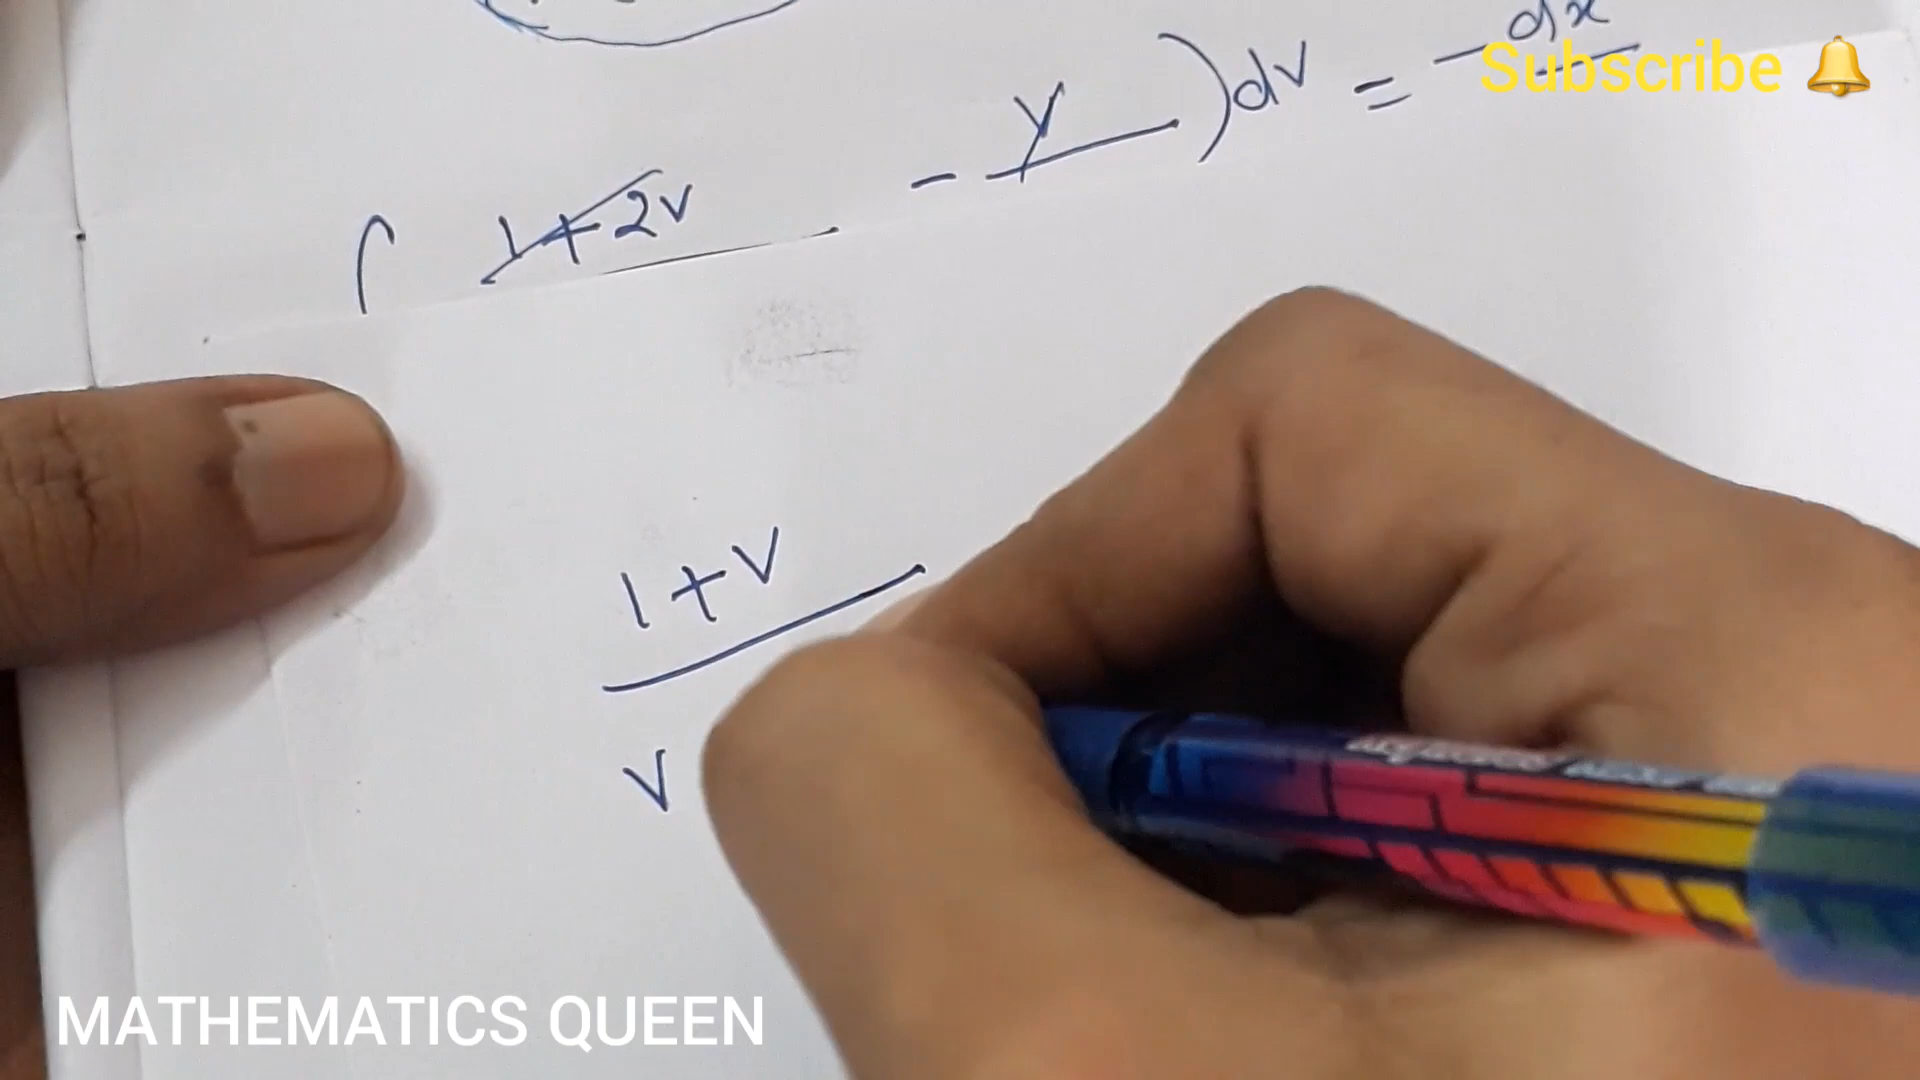 Subscribe 🔔
( 1+2v - v ) dv = - dx
1+v
v
MATHEMATICS QUEEN